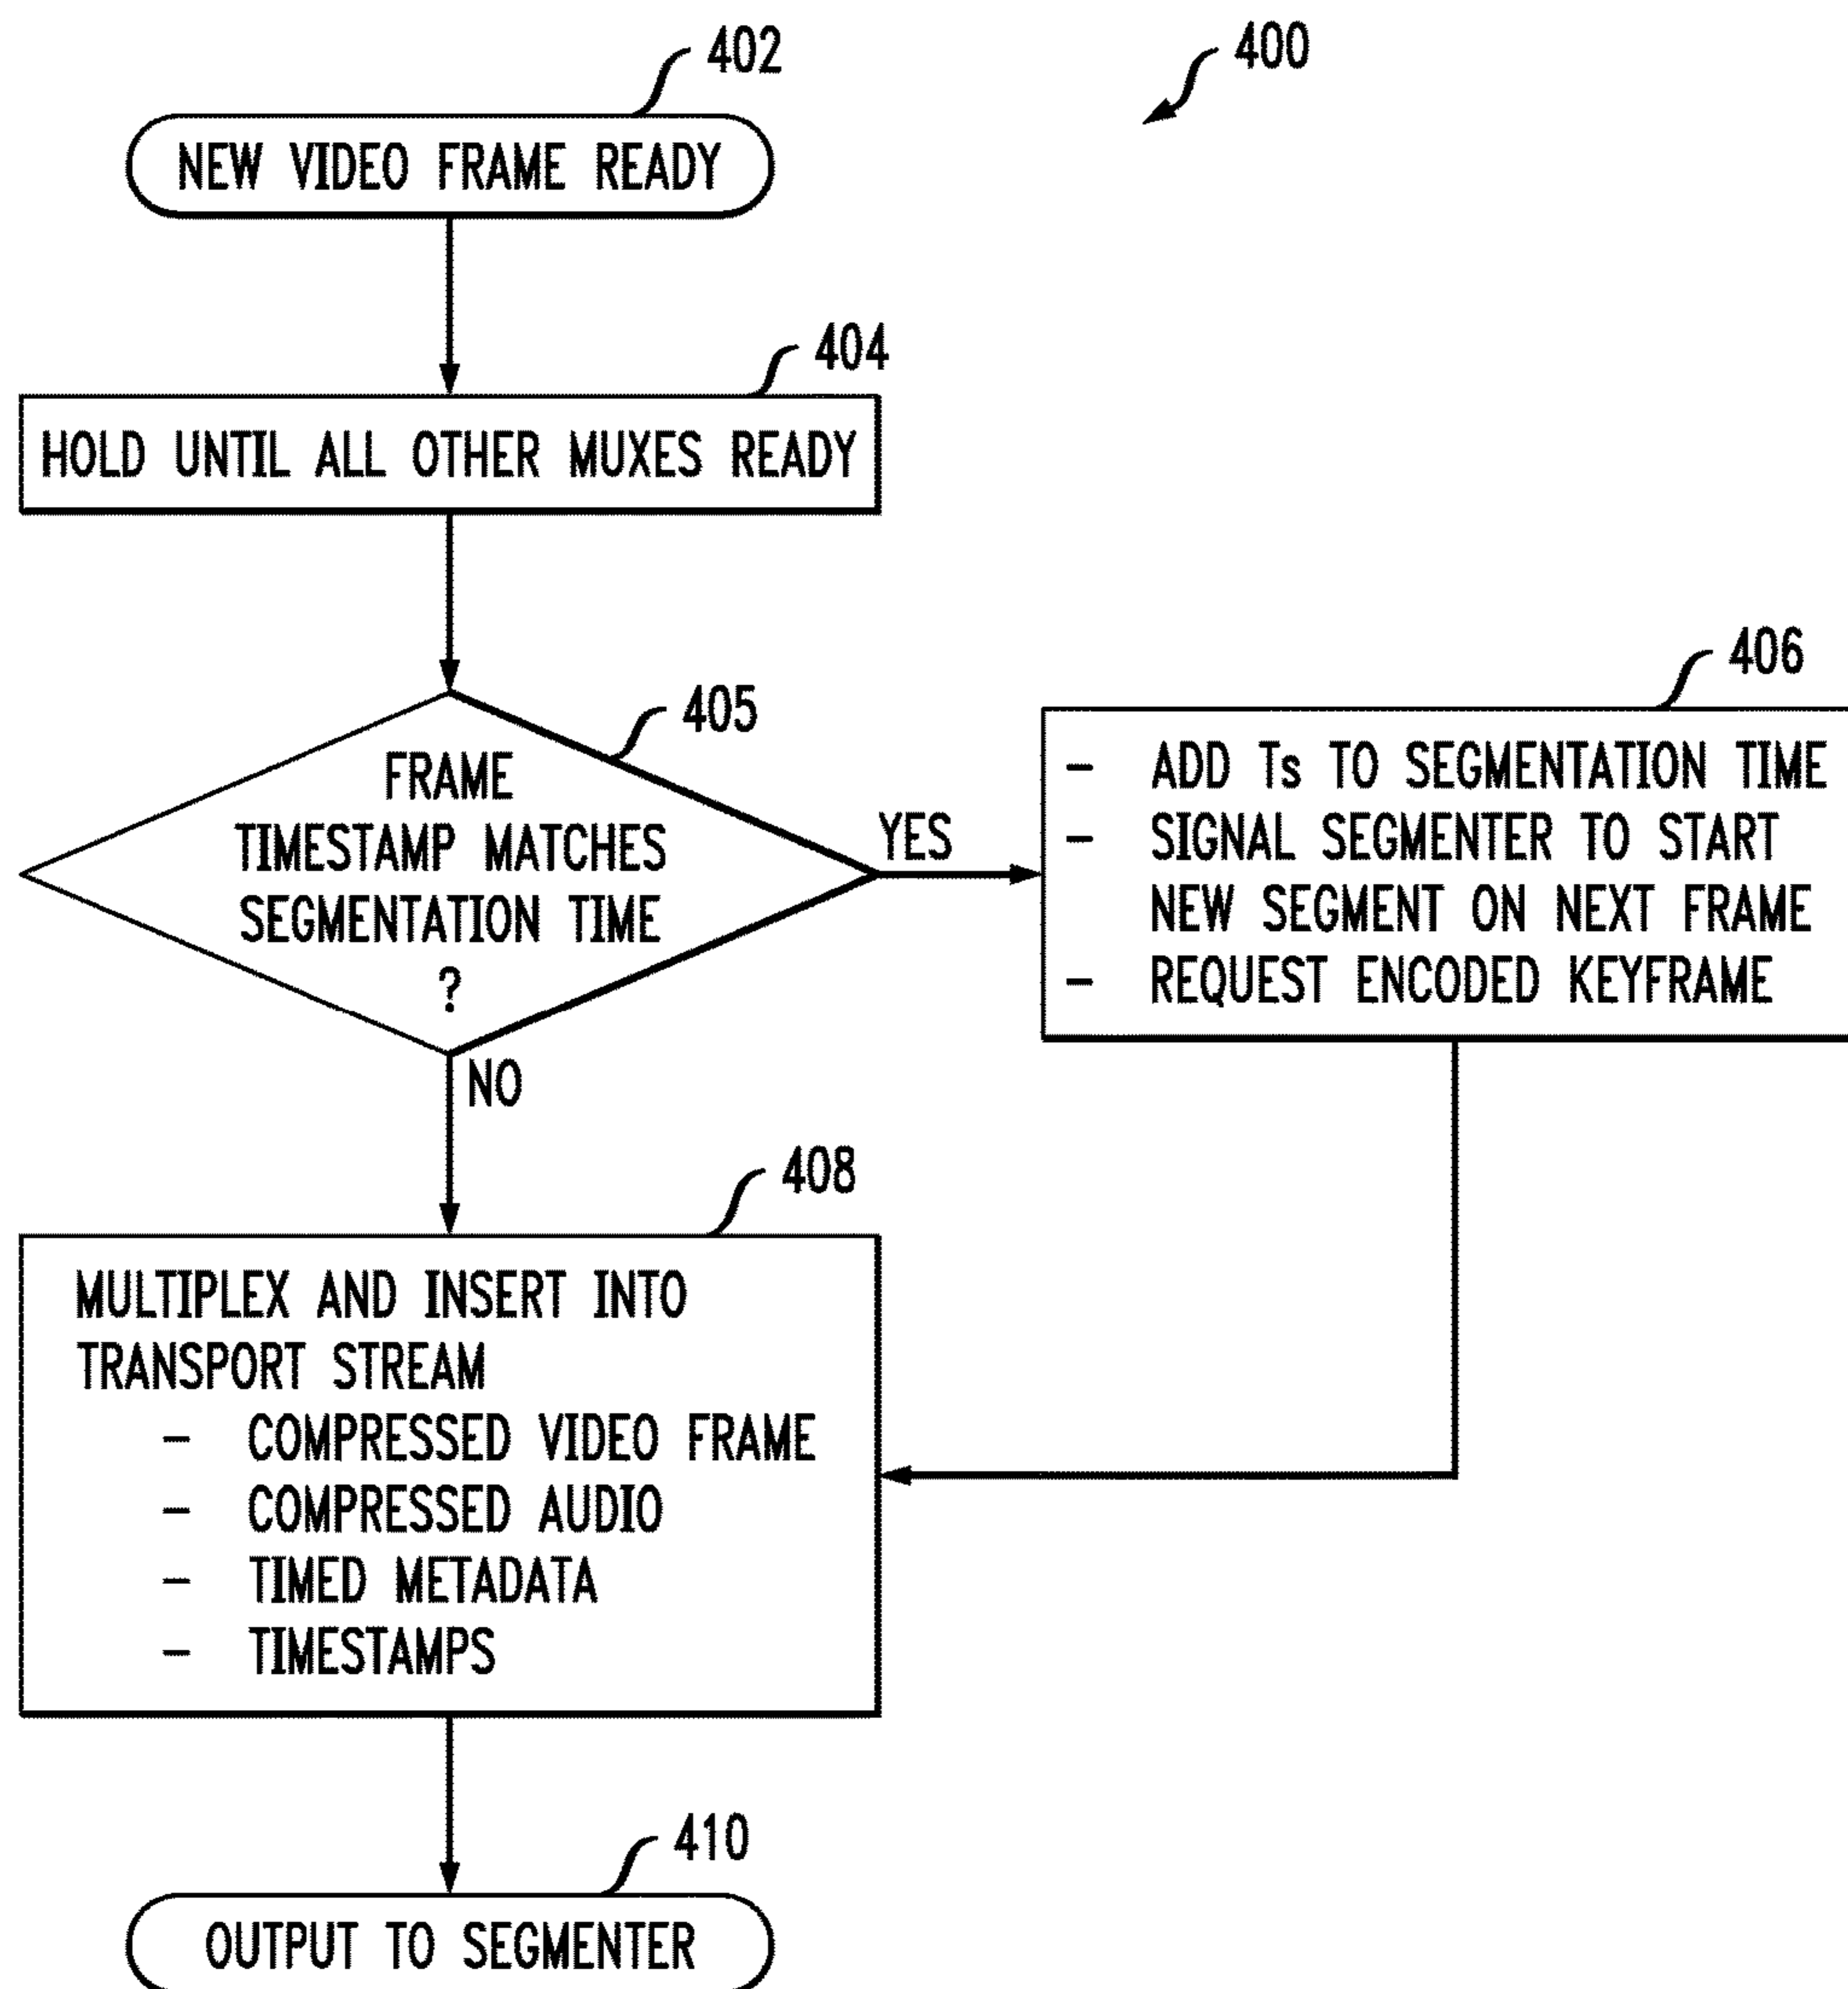 402
400
NEW VIDEO FRAME READY
404
HOLD UNTIL ALL OTHER MUXES READY
405
FRAME
TIMESTAMP MATCHES
SEGMENTATION TIME
?
YES
NO
406
- ADD Ts TO SEGMENTATION TIME
- SIGNAL SEGMENTER TO START
NEW SEGMENT ON NEXT FRAME
- REQUEST ENCODED KEYFRAME
408
MULTIPLEX AND INSERT INTO
TRANSPORT STREAM
- COMPRESSED VIDEO FRAME
- COMPRESSED AUDIO
- TIMED METADATA
- TIMESTAMPS
410
OUTPUT TO SEGMENTER